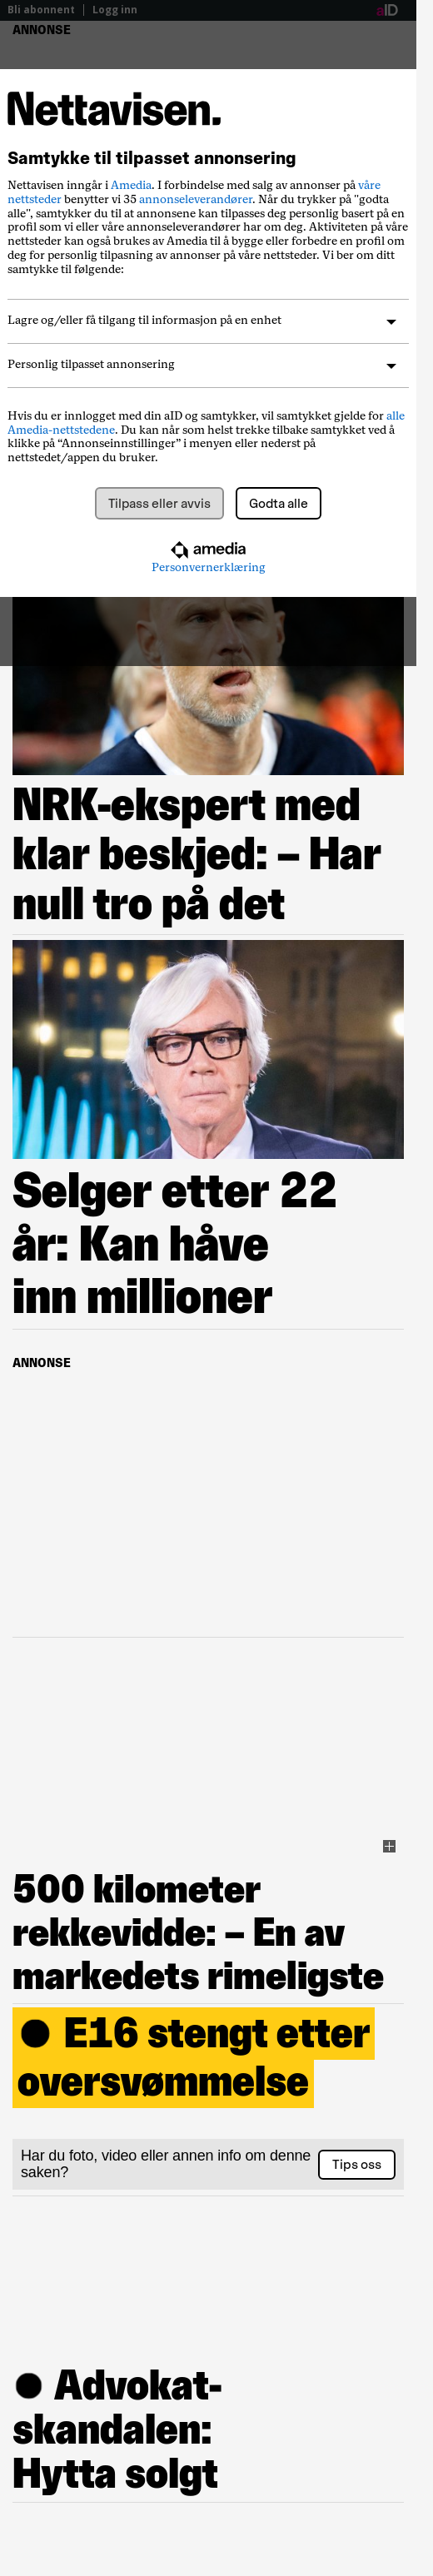 Bli abonnent | Logg inn
aID
ANNONSE
Nettavisen.
Samtykke til tilpasset annonsering
Nettavisen inngår i Amedia. I forbindelse med salg av annonser på våre
nettsteder benytter vi 35 annonseleverandører. Når du trykker på "godta
alle", samtykker du til at annonsene kan tilpasses deg personlig basert på en
profil som vi eller våre annonseleverandører har om deg. Aktiviteten på våre
nettsteder kan også brukes av Amedia til å bygge eller forbedre en profil om
deg for personlig tilpasning av annonser på våre nettsteder. Vi ber om ditt
samtykke til følgende:
Lagre og/eller få tilgang til informasjon på en enhet
Personlig tilpasset annonsering
Hvis du er innlogget med din aID og samtykker, vil samtykket gjelde for alle
Amedia-nettstedene. Du kan når som helst trekke tilbake samtykket ved å
klikke på “Annonseinnstillinger” i menyen eller nederst på
nettstedet/appen du bruker.
Tilpass eller avvis
Godta alle
amedia
Personvernerklæring
NRK-ekspert med
klar beskjed: – Har
null tro på det
Selger etter 22
år: Kan håve
inn millioner
ANNONSE
500 kilometer
rekkevidde: – En av
markedets rimeligste
● E16 stengt etter
oversvømmelse
Har du foto, video eller annen info om denne
saken?
Tips oss
● Advokat-
skandalen:
Hytta solgt